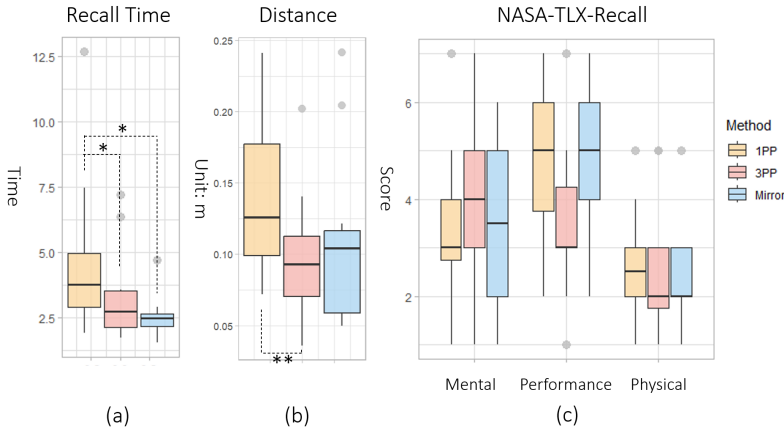 Recall Time
Distance
NASA-TLX-Recall
Time
12.5
10.0
7.5
5.0
2.5
*
*
Unit: m
0.25
0.20
0.15
0.10
0.05
**
Score
6
4
2
Mental
Performance
Physical
Method
1PP
3PP
Mirror
(a)
(b)
(c)